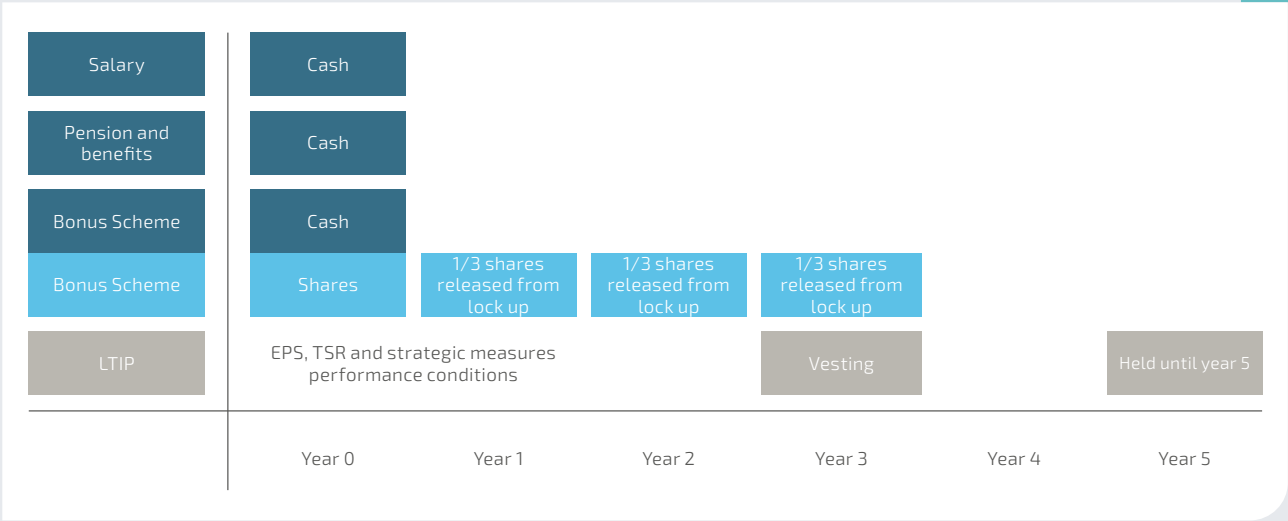 Salary
Cash
Pension and
benefits
Cash
Bonus Scheme
Cash
Bonus Scheme
Shares
1/3 shares
released from
lock up
1/3 shares
released from
lock up
1/3 shares
released from
lock up
LTIP
EPS, TSR and strategic measures
performance conditions
Vesting
Held until year 5
Year 0
Year 1
Year 2
Year 3
Year 4
Year 5